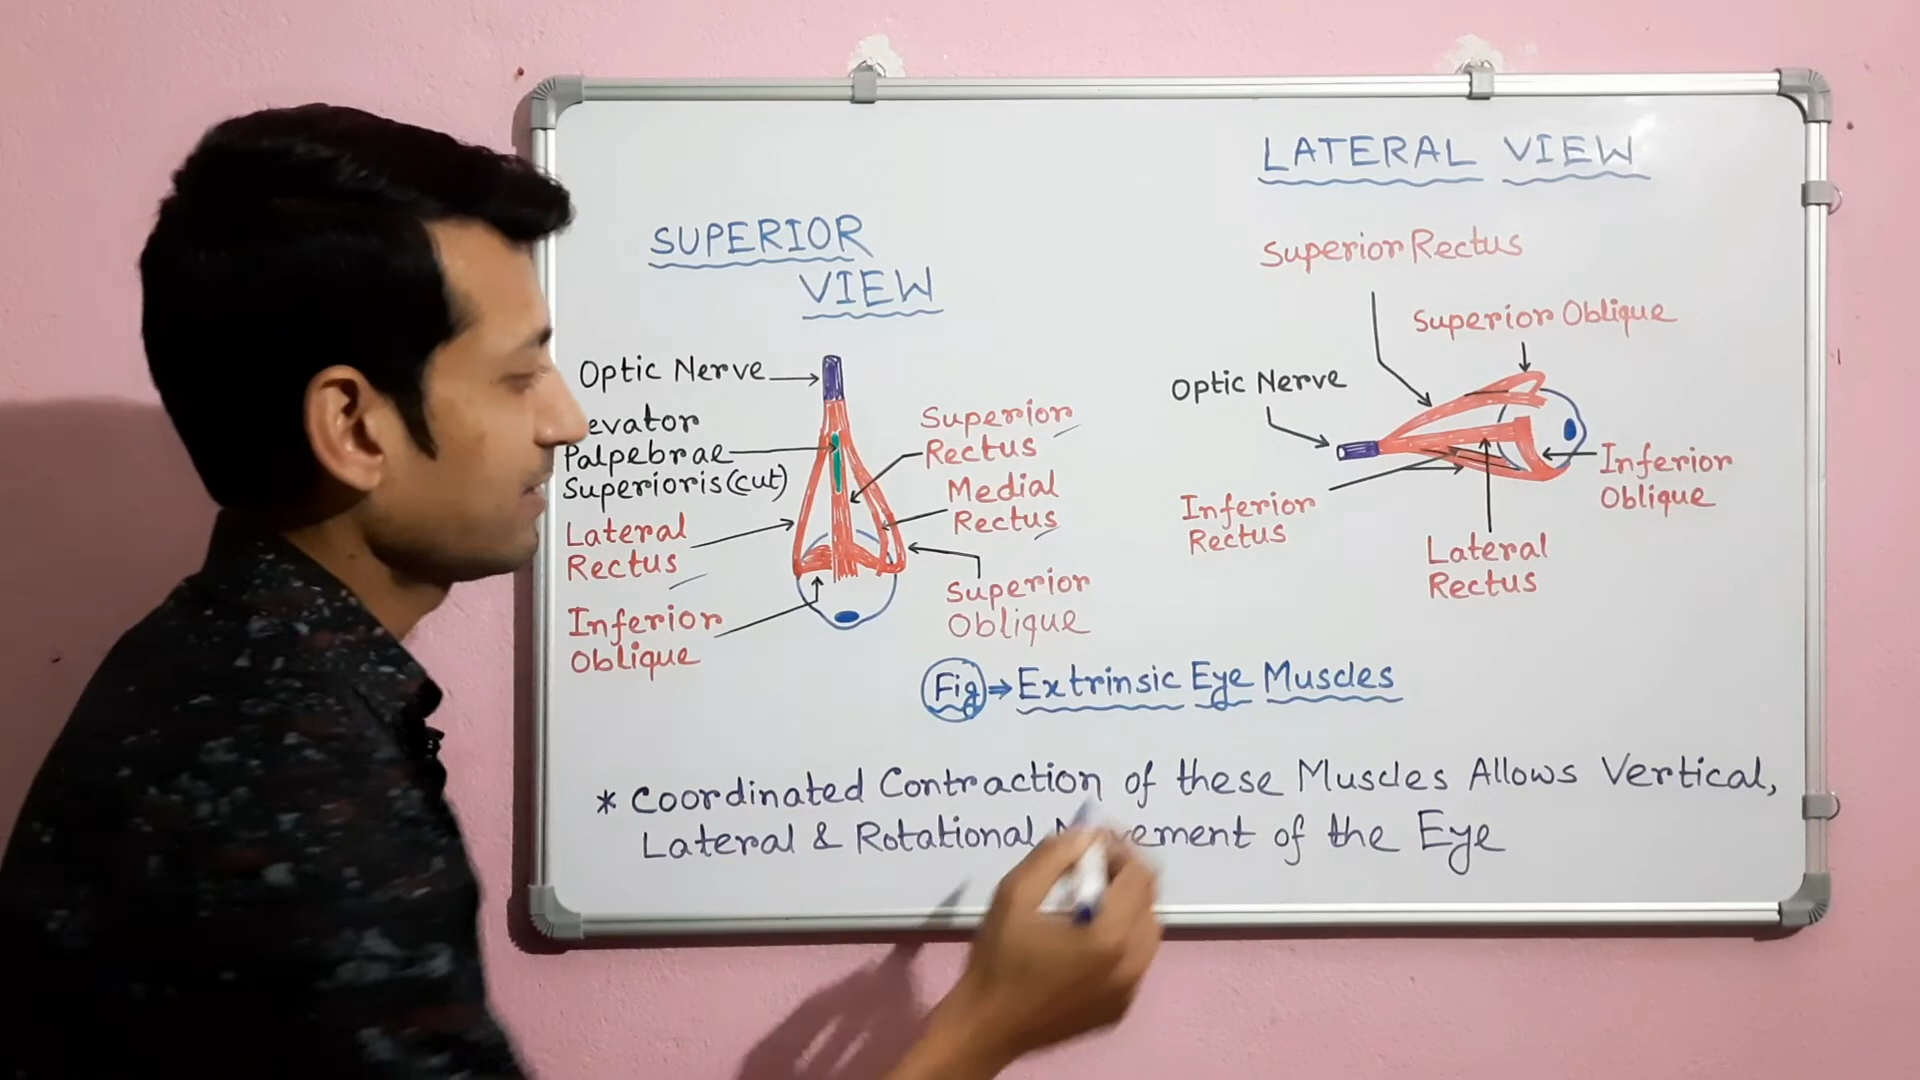 SUPERIOR
VIEW
Optic Nerve
evator
Palpebrae
Superioris (cut)
Lateral
Rectus
Inferior
Oblique
Superior
Rectus
Medial
Rectus
Superior
Oblique
LATERAL VIEW
Superior Rectus
Superior Oblique
Optic Nerve
Inferior
Rectus
Lateral
Rectus
Inferior
Oblique
Fig ⇒ Extrinsic Eye Muscles
* Coordinated Contraction of these Muscles Allows Vertical,
Lateral & Rotational Movement of the Eye